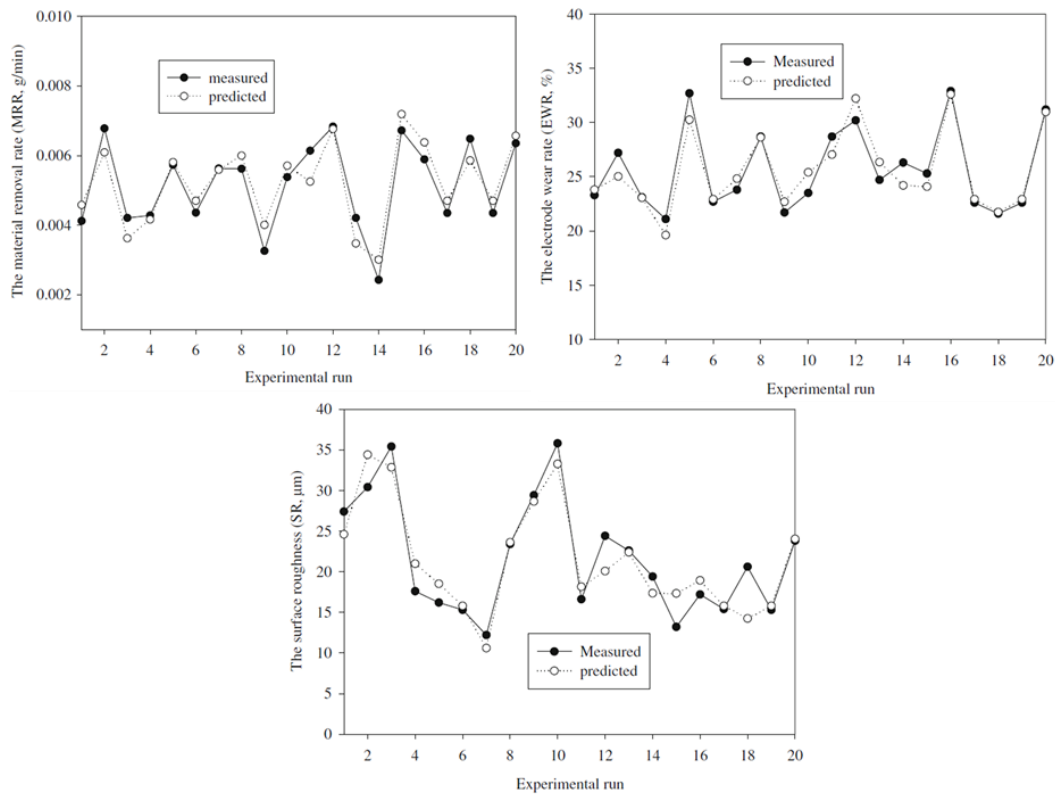 The material removal rate (MRR, g/min)
0.010
0.008
0.006
0.004
0.002
measured
predicted
2 4 6 8 10 12 14 16 18 20
Experimental run
The electrode wear rate (EWR, %)
40
35
30
25
20
15
10
Measured
predicted
2 4 6 8 10 12 14 16 18 20
Experimental run
The surface roughness (SR, μm)
40
35
30
25
20
15
10
5
0
Measured
predicted
2 4 6 8 10 12 14 16 18 20
Experimental run